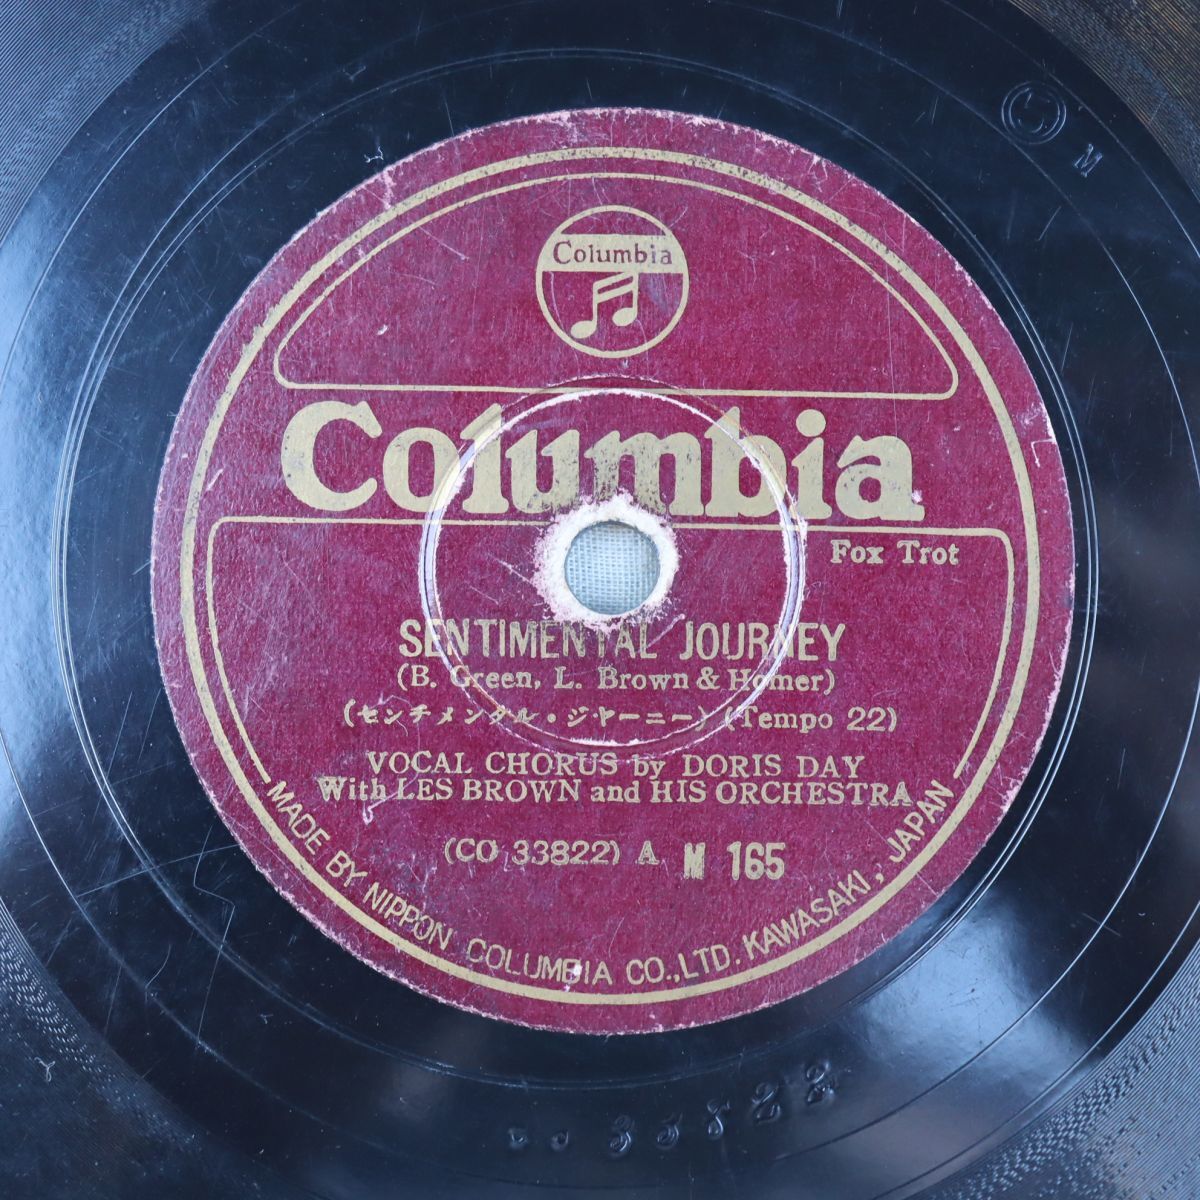 Columbia
Columbia
Fox Trot
SENTIMENTAL JOURNEY
(B. Green, L. Brown & Homer)
(センチメンタル・ジャーニー) (Tempo 22)
VOCAL CHORUS by DORIS DAY
With LES BROWN and HIS ORCHESTRA
(CO 33822) A M 165
MADE BY NIPPON COLUMBIA CO., LTD. KAWASAKI, JAPAN
M